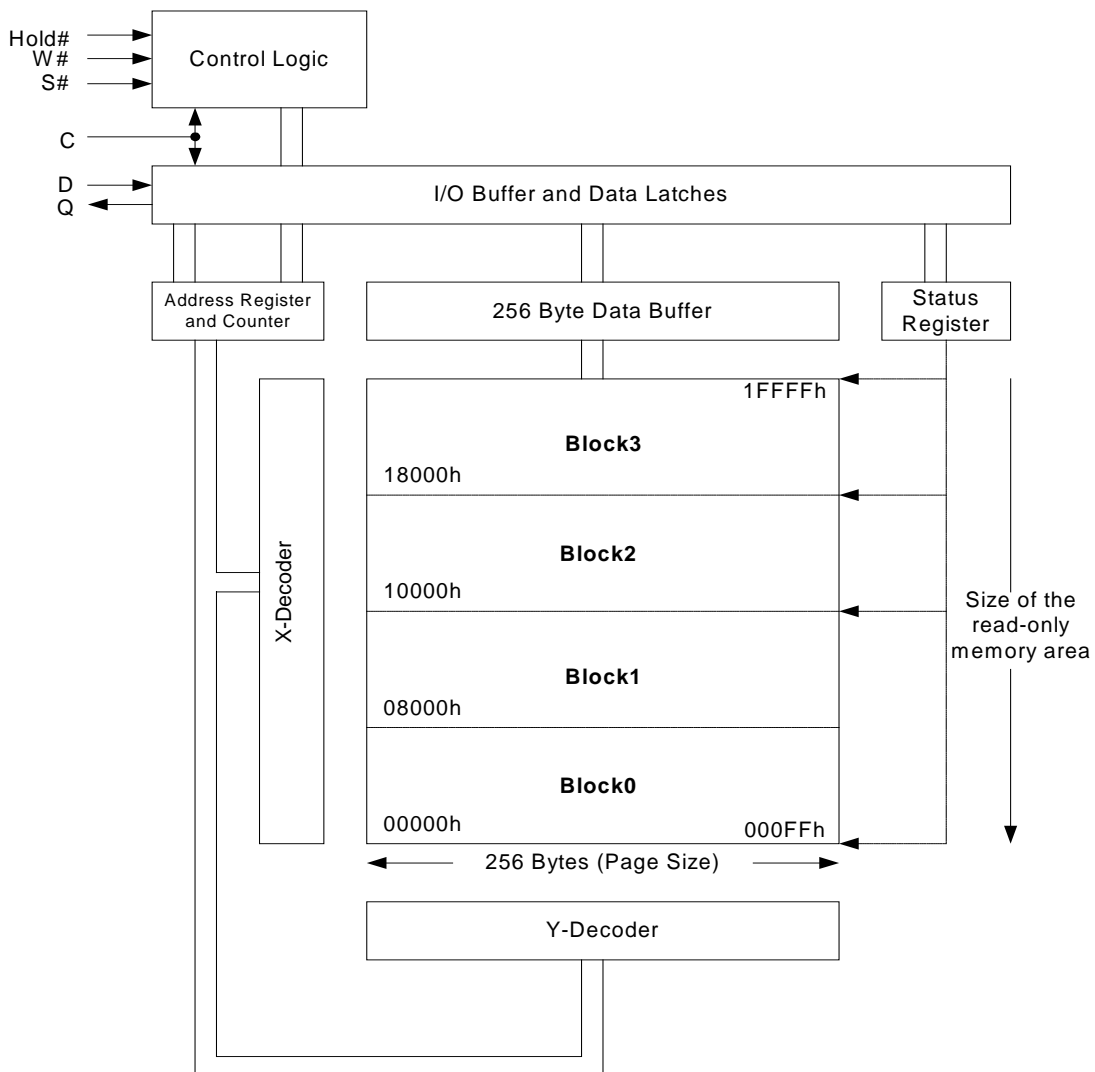 Hold#
W#
S#
Control Logic
C
D
Q
I/O Buffer and Data Latches
Address Register
and Counter
256 Byte Data Buffer
Status
Register
1FFFFh
Block3
18000h
X-Decoder
Block2
10000h
Size of the
read-only
memory area
Block1
08000h
Block0
00000h
000FFh
256 Bytes (Page Size)
Y-Decoder